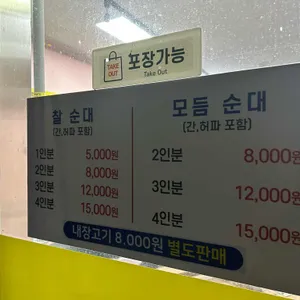 TAKE OUT
포장가능
Take Out
찰 순대
(간,허파 포함)
1인분 5,000원
2인분 8,000원
3인분 12,000원
4인분 15,000원
모듬 순대
(간,허파 포함)
2인분 8,000원
3인분 12,000원
4인분 15,000원
내장고기 8,000원 별도판매